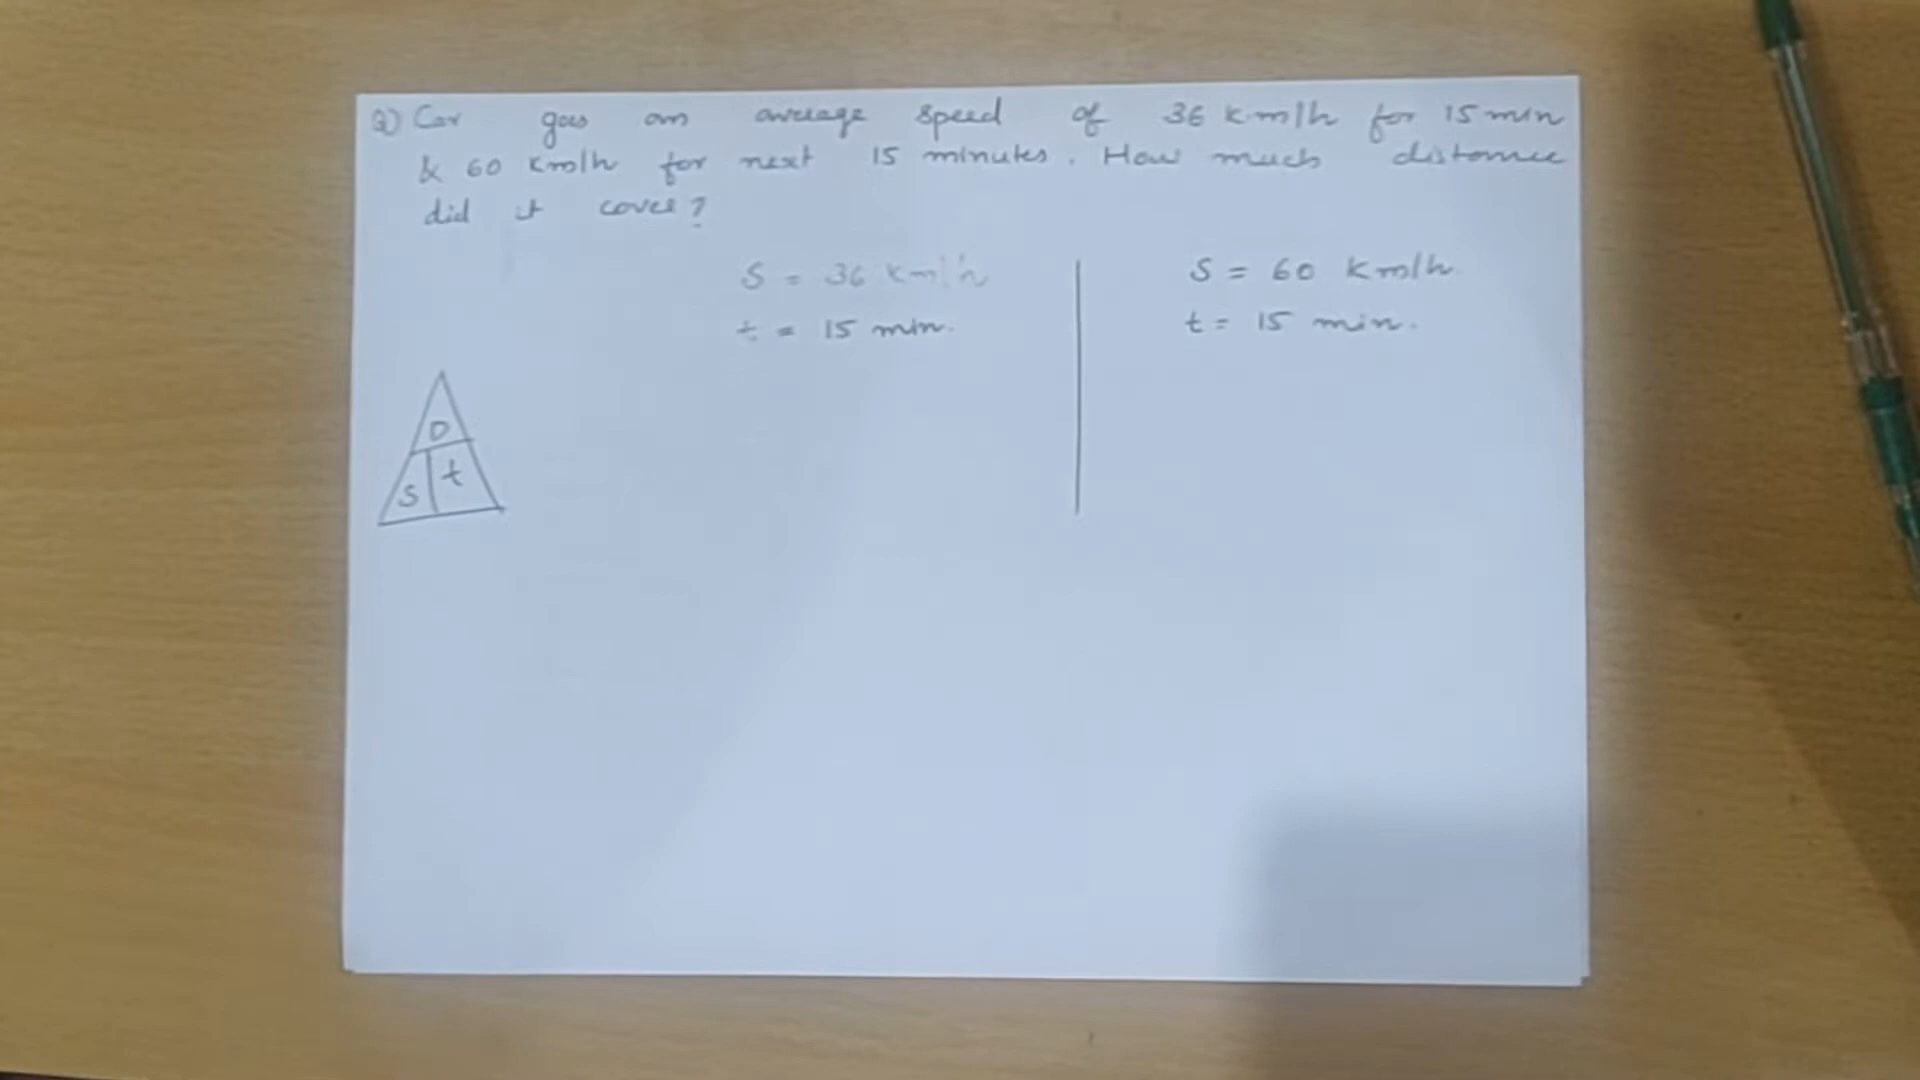 Q) Car goes an average speed of 36 km/h for 15 min
& 60 km/h for next 15 minutes. How much distance
did it cover?
S = 36 km/h
t = 15 min.
S = 60 km/h
t = 15 min.
D
S t